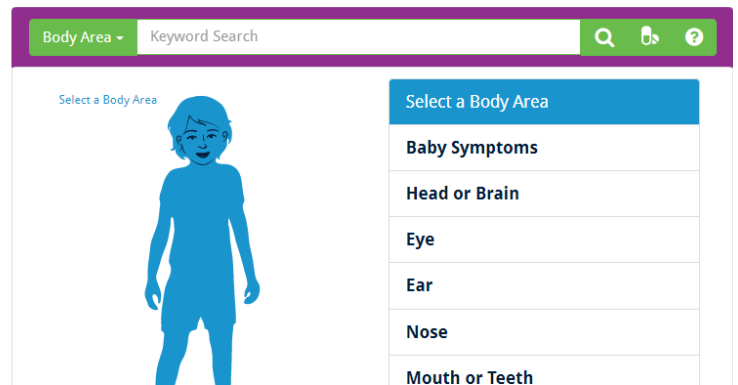 Body Area
Keyword Search
Select a Body Area
Select a Body Area
Baby Symptoms
Head or Brain
Eye
Ear
Nose
Mouth or Teeth